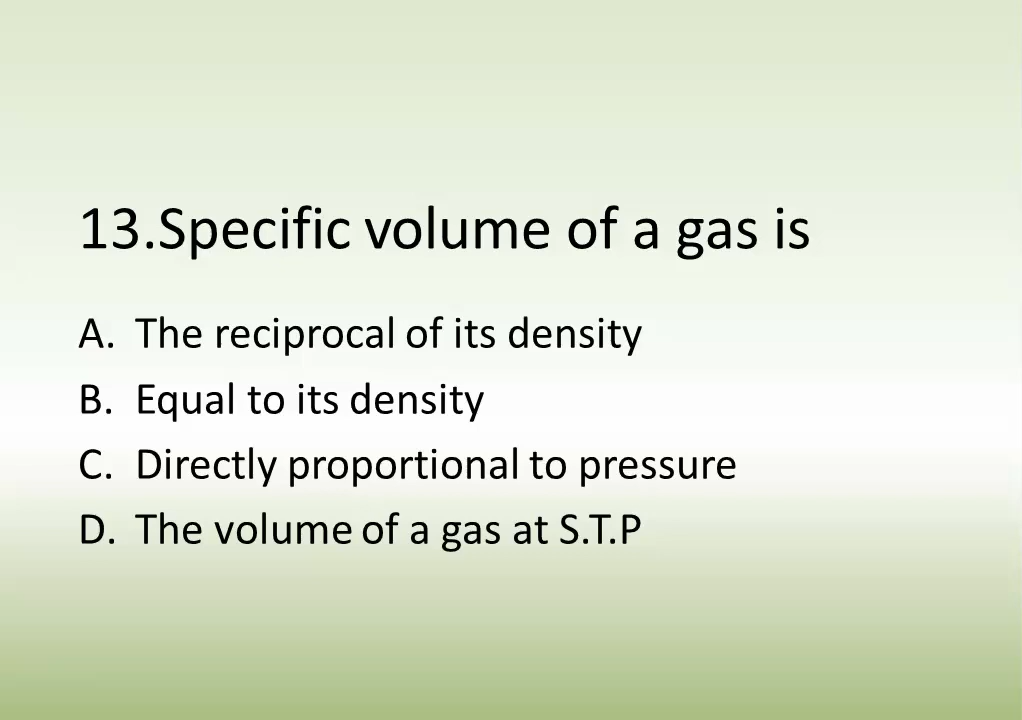 13.Specific volume of a gas is
A. The reciprocal of its density
B. Equal to its density
C. Directly proportional to pressure
D. The volume of a gas at S.T.P